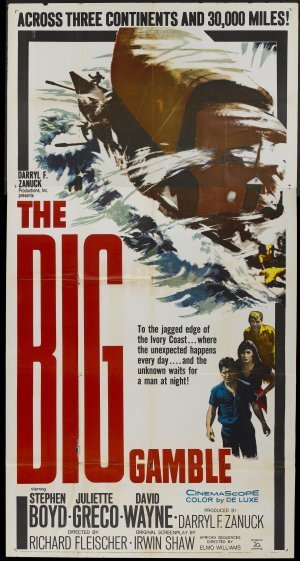 ACROSS THREE CONTINENTS AND 30,000 MILES!
DARRYL F.
ZANUCK
Productions, Inc.
presents
THE
BIG
GAMBLE
To the jagged edge of
the Ivory Coast...where
the unexpected happens
every day....and the
unknown waits for
a man at night!
starring
STEPHEN JULIETTE DAVID
BOYD·GRECO·WAYNE
CINEMASCOPE
COLOR by DE LUXE
PRODUCED BY
DARRYL F. ZANUCK
DIRECTED BY
RICHARD FLEISCHER
ORIGINAL SCREENPLAY BY
IRWIN SHAW
AFRICAN SEQUENCES
DIRECTED BY
ELMO WILLIAMS